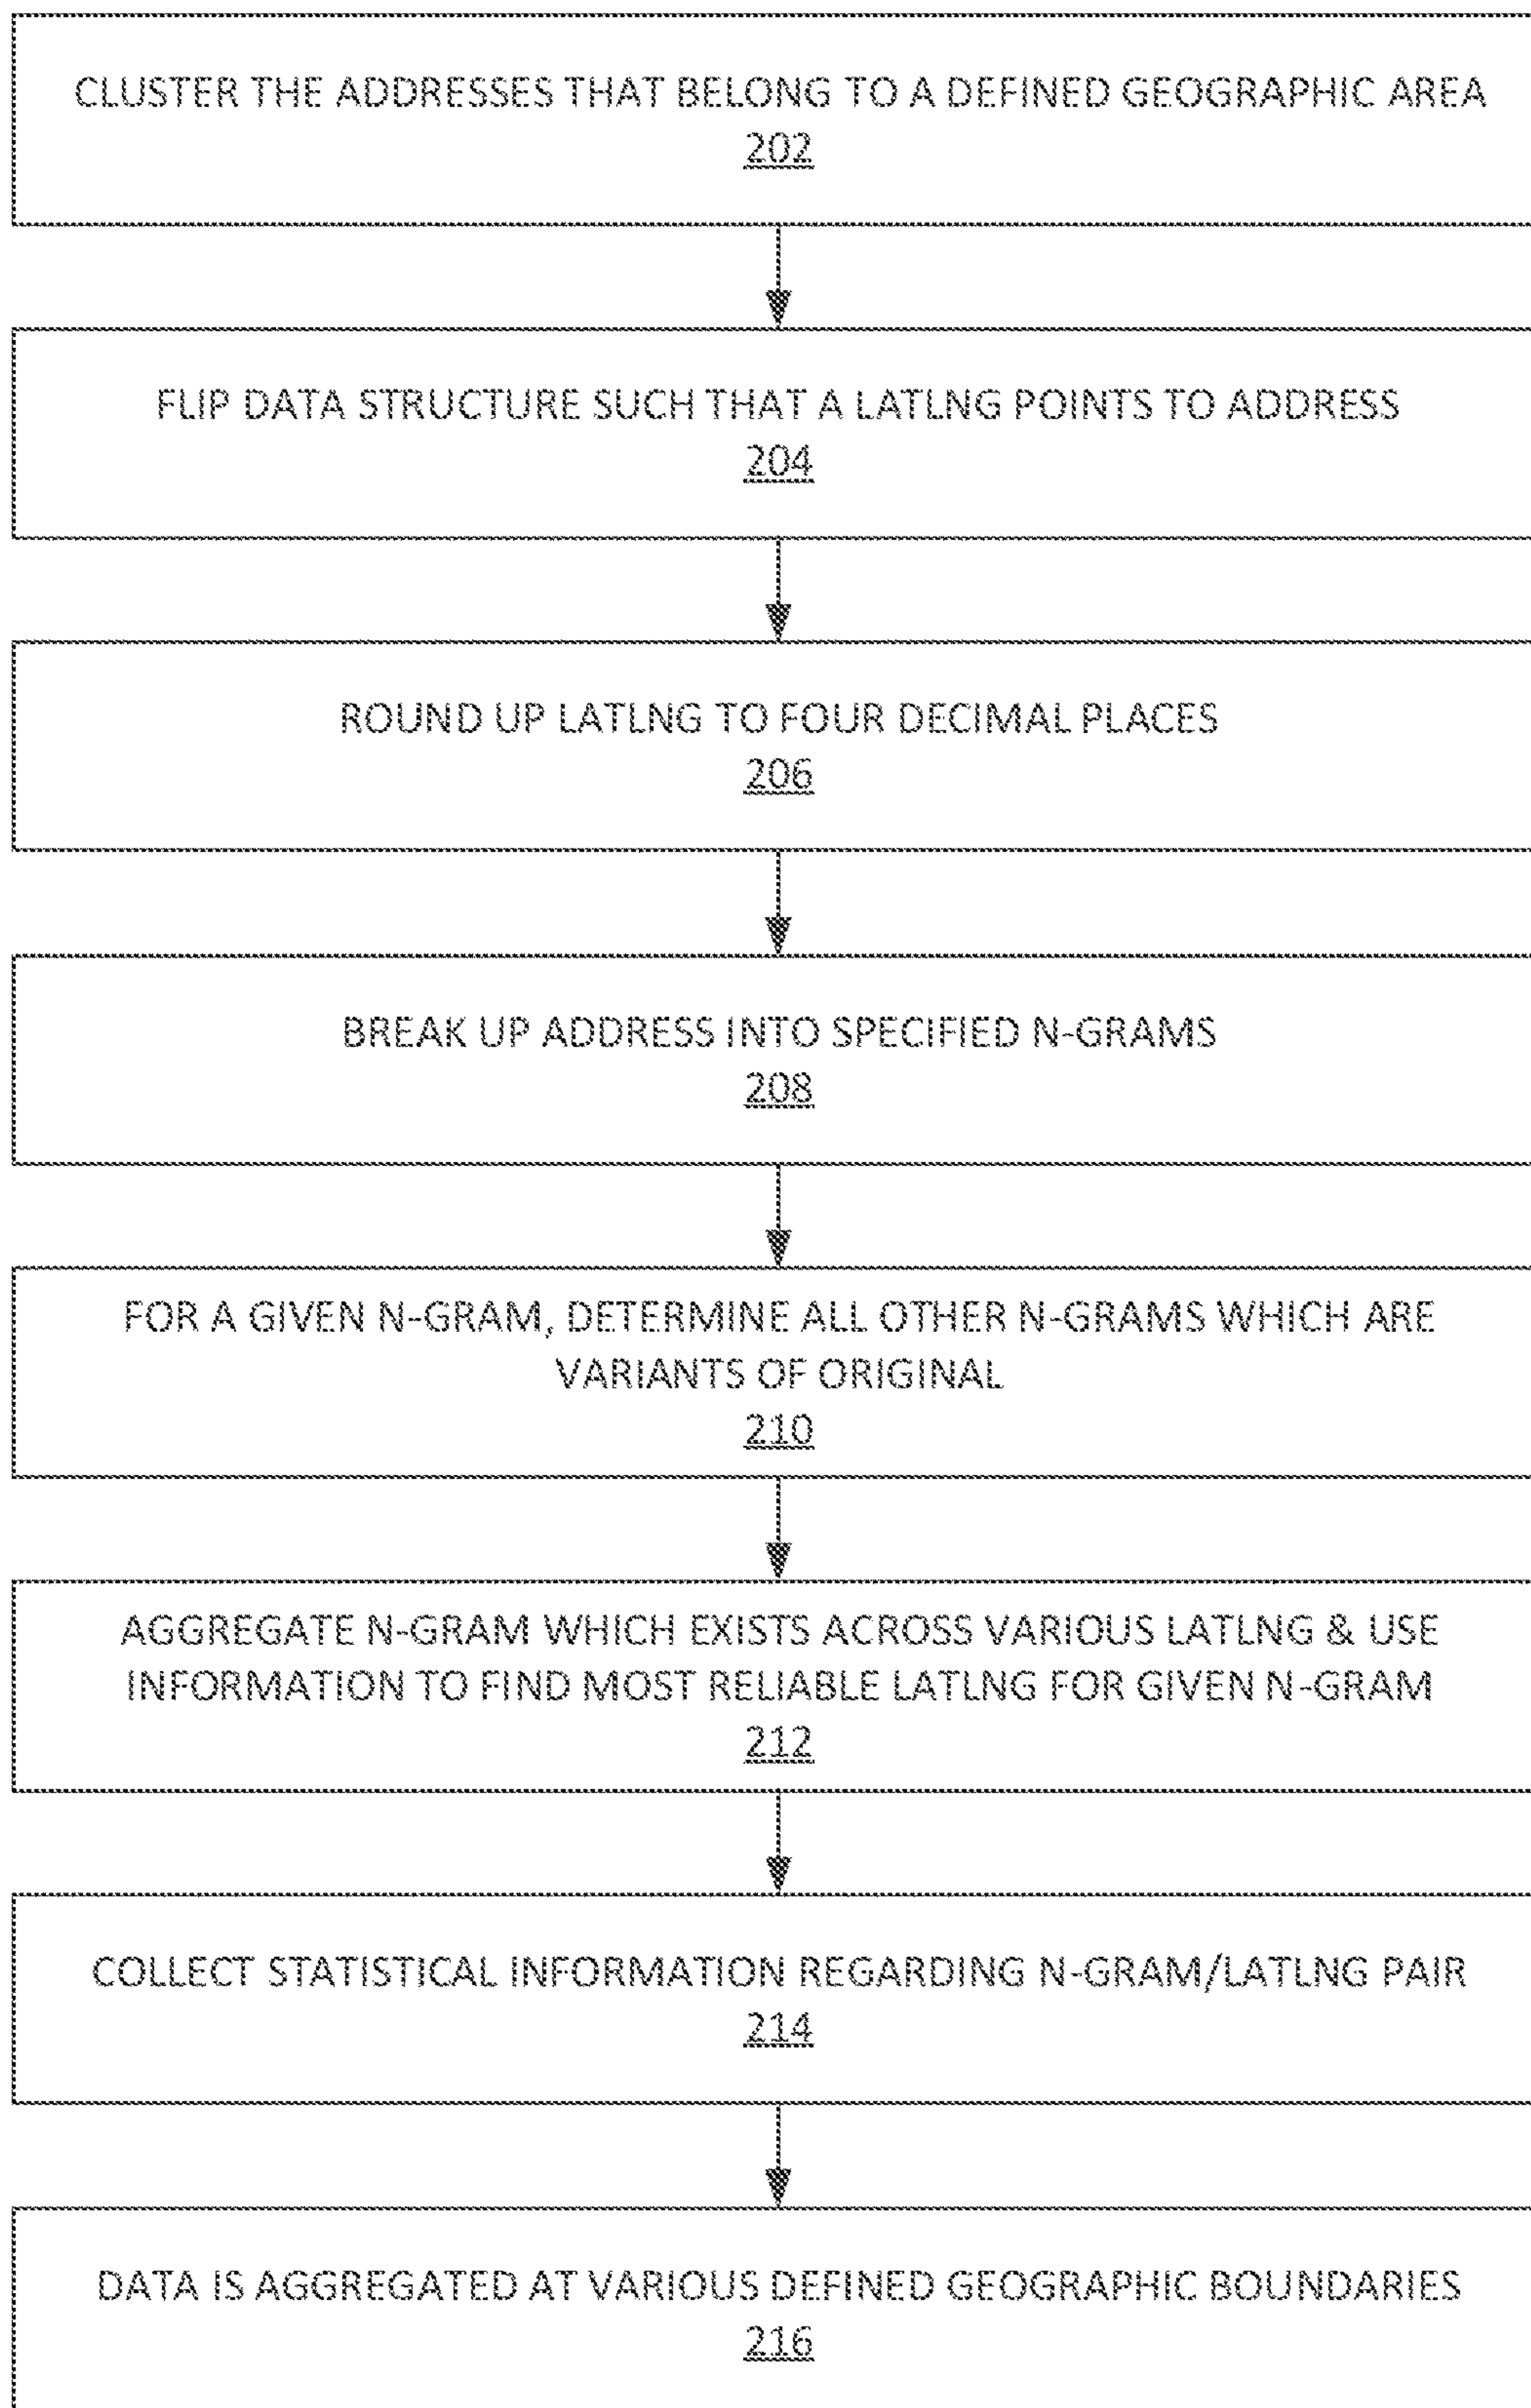 CLUSTER THE ADDRESSES THAT BELONG TO A DEFINED GEOGRAPHIC AREA
202
FLIP DATA STRUCTURE SUCH THAT A LATLNG POINTS TO ADDRESS
204
ROUND UP LATLNG TO FOUR DECIMAL PLACES
206
BREAK UP ADDRESS INTO SPECIFIED N-GRAMS
208
FOR A GIVEN N-GRAM, DETERMINE ALL OTHER N-GRAMS WHICH ARE
VARIANTS OF ORIGINAL
210
AGGREGATE N-GRAM WHICH EXISTS ACROSS VARIOUS LATLNG & USE
INFORMATION TO FIND MOST RELIABLE LATLNG FOR GIVEN N-GRAM
212
COLLECT STATISTICAL INFORMATION REGARDING N-GRAM/LATLNG PAIR
214
DATA IS AGGREGATED AT VARIOUS DEFINED GEOGRAPHIC BOUNDARIES
216